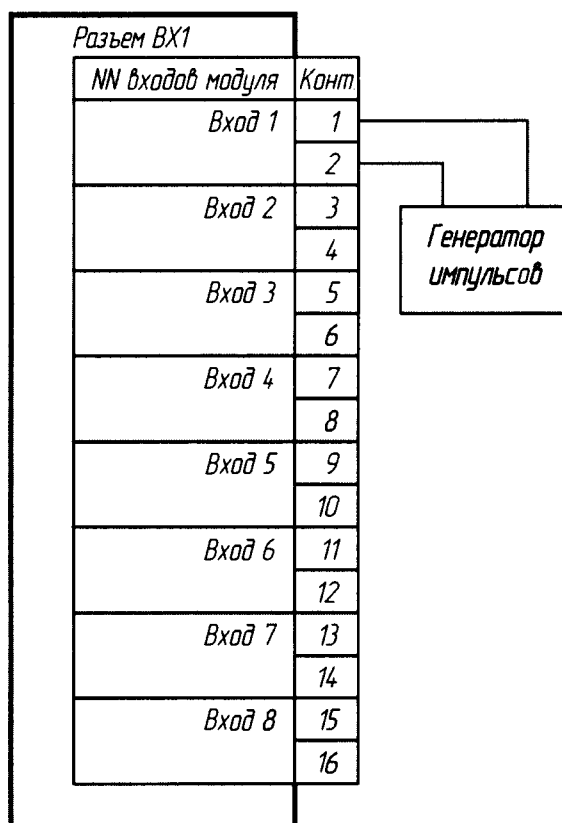 Разъем ВХ1
NN входов модуля Конт.
Вход 1 1
2
Вход 2 3
4
Вход 3 5
6
Вход 4 7
8
Вход 5 9
10
Вход 6 11
12
Вход 7 13
14
Вход 8 15
16
Генератор
импульсов